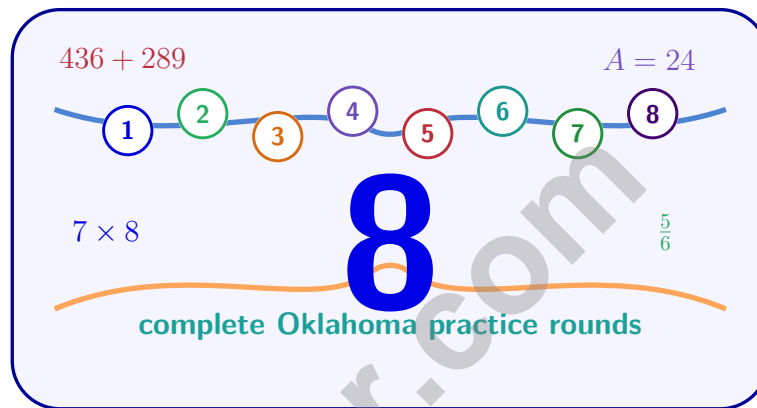 436 + 289
A = 24
1 2 3 4 5 6 7 8
7 × 8
8
5/6
complete Oklahoma practice rounds
r.com